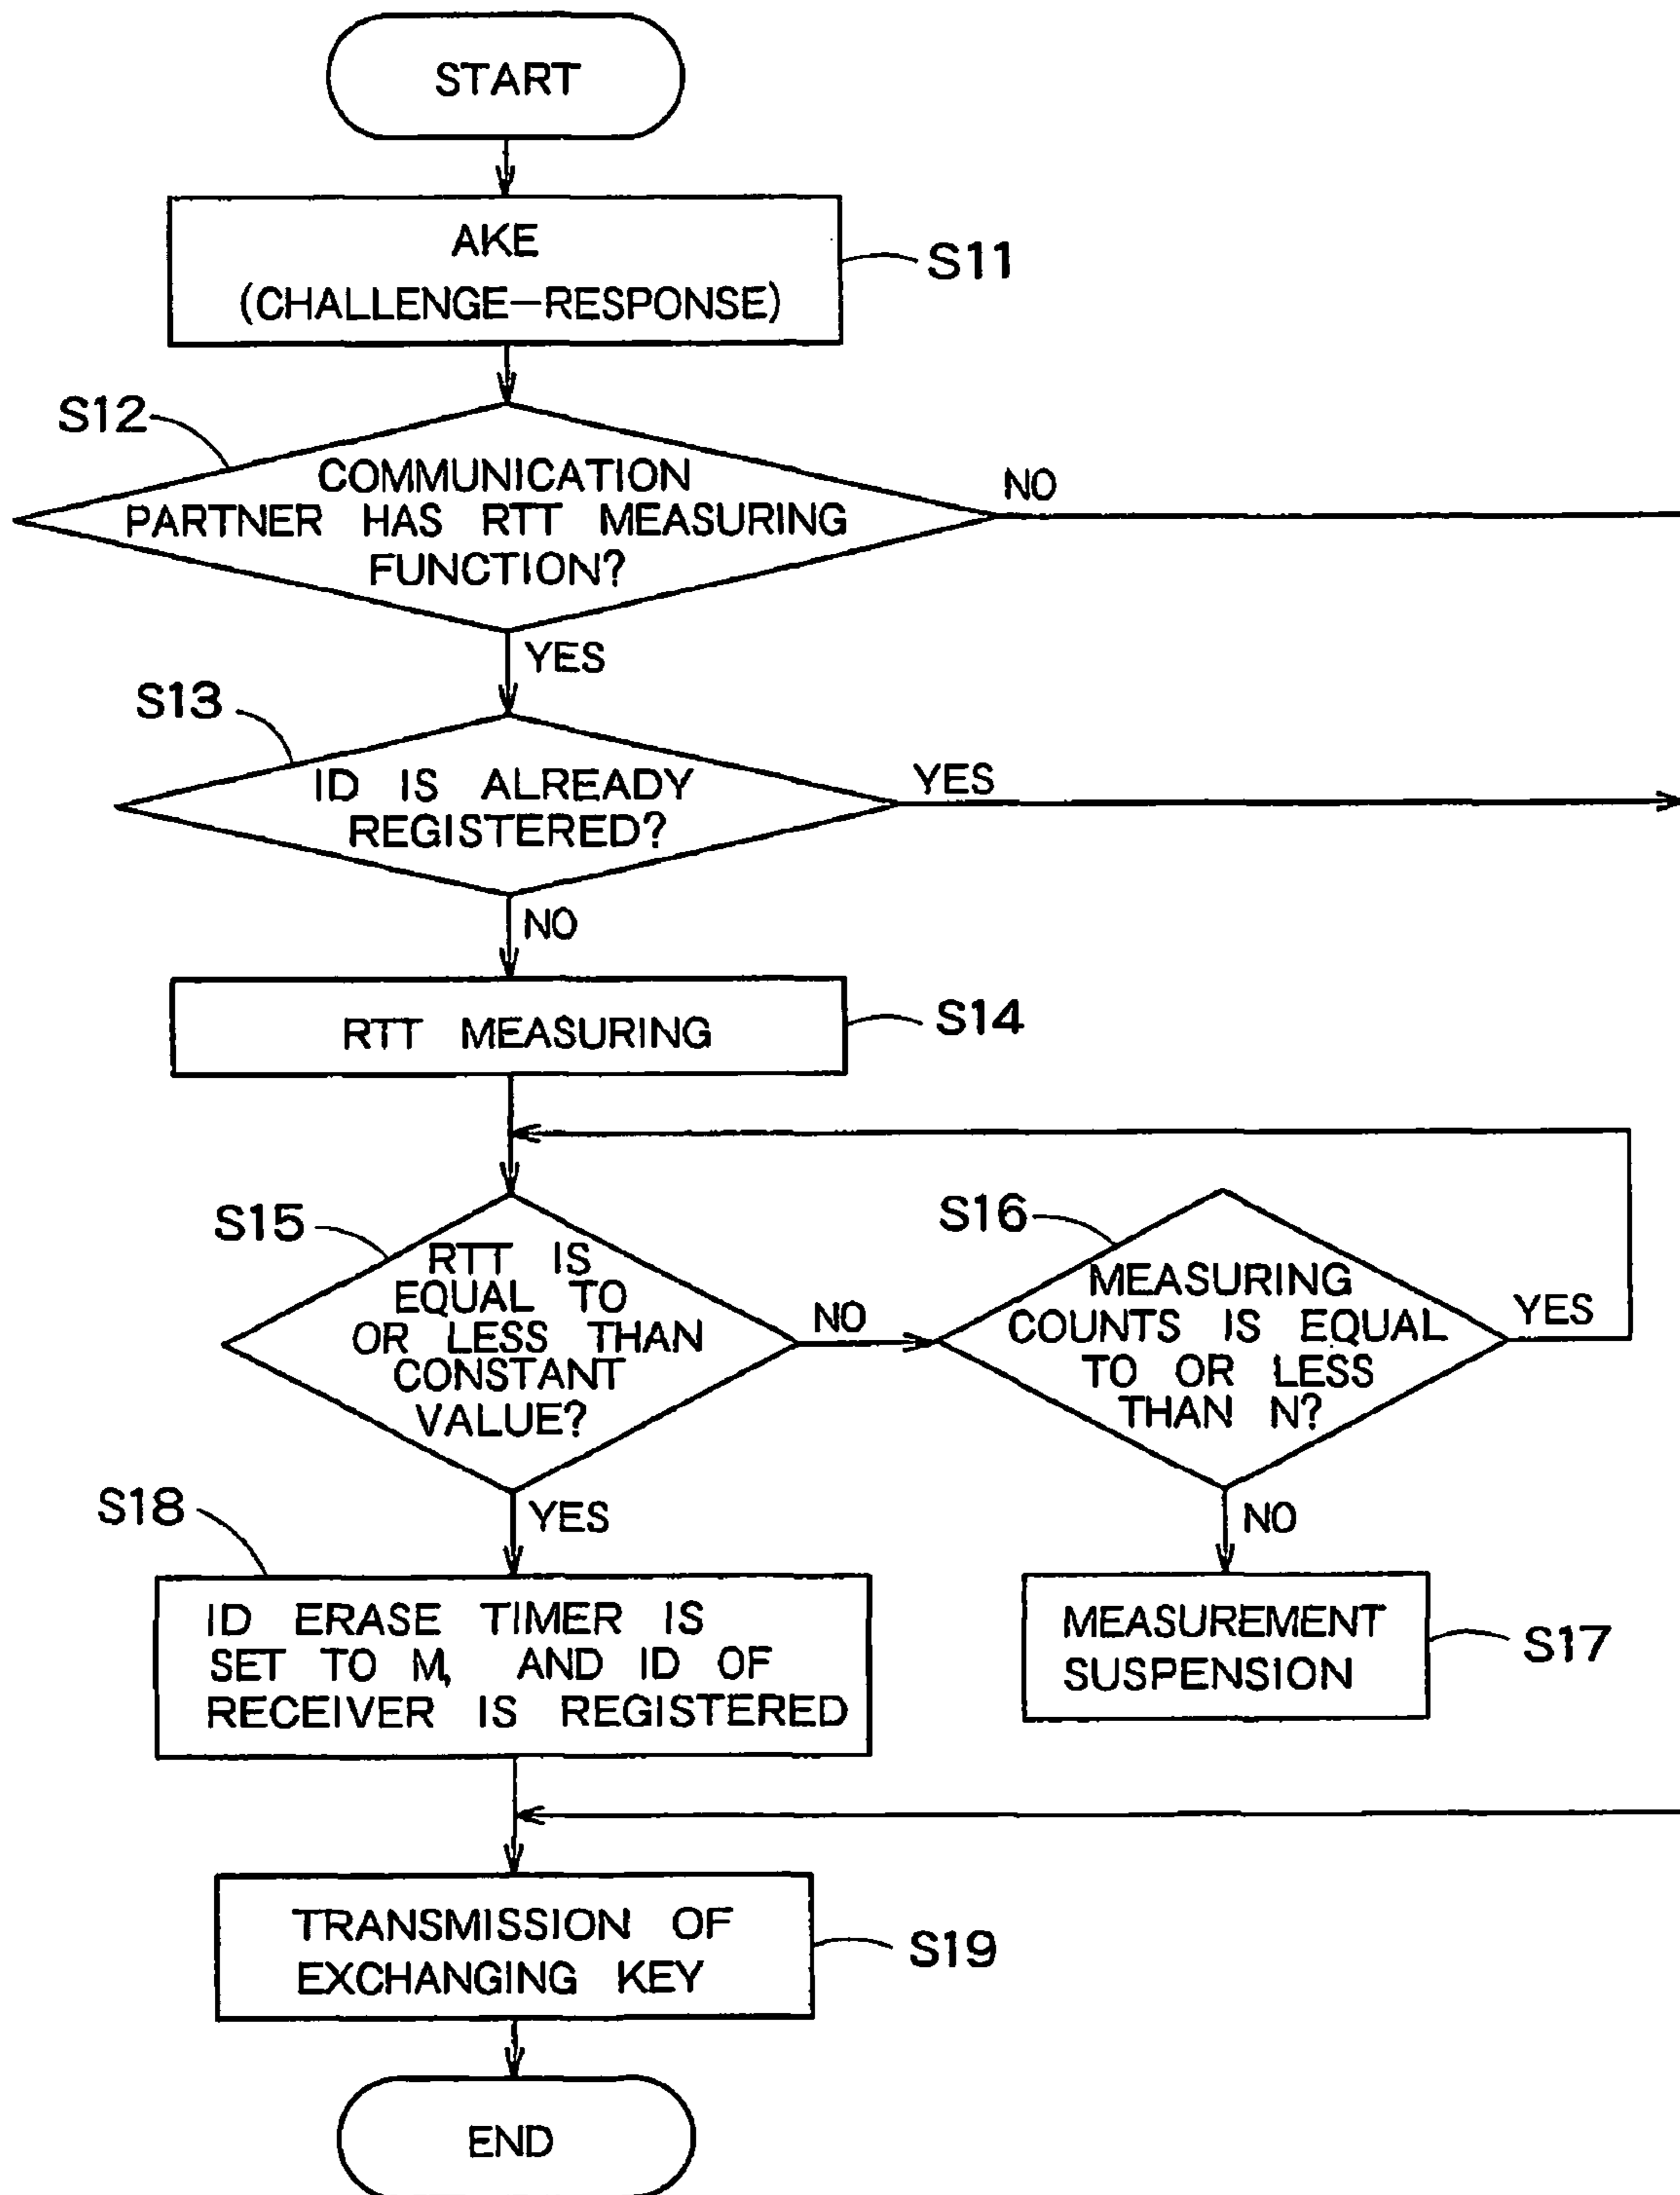 START
AKE
(CHALLENGE-RESPONSE)
S11
S12
COMMUNICATION
PARTNER HAS RTT MEASURING
FUNCTION?
NO
YES
S13
ID IS ALREADY
REGISTERED?
YES
NO
RTT MEASURING
S14
S15
RTT IS
EQUAL TO
OR LESS THAN
CONSTANT
VALUE?
NO
S16
MEASURING
COUNTS IS EQUAL
TO OR LESS
THAN N?
YES
YES
NO
S18
ID ERASE TIMER IS
SET TO M, AND ID OF
RECEIVER IS REGISTERED
MEASUREMENT
SUSPENSION
S17
TRANSMISSION OF
EXCHANGING KEY
S19
END